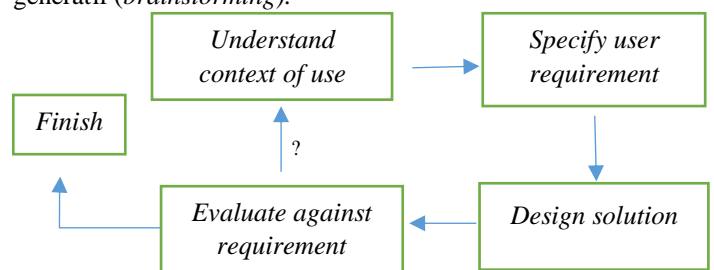 generatif (brainstorming).
Understand
context of use
Specify user
requirement
Finish
?
Evaluate against
requirement
Design solution